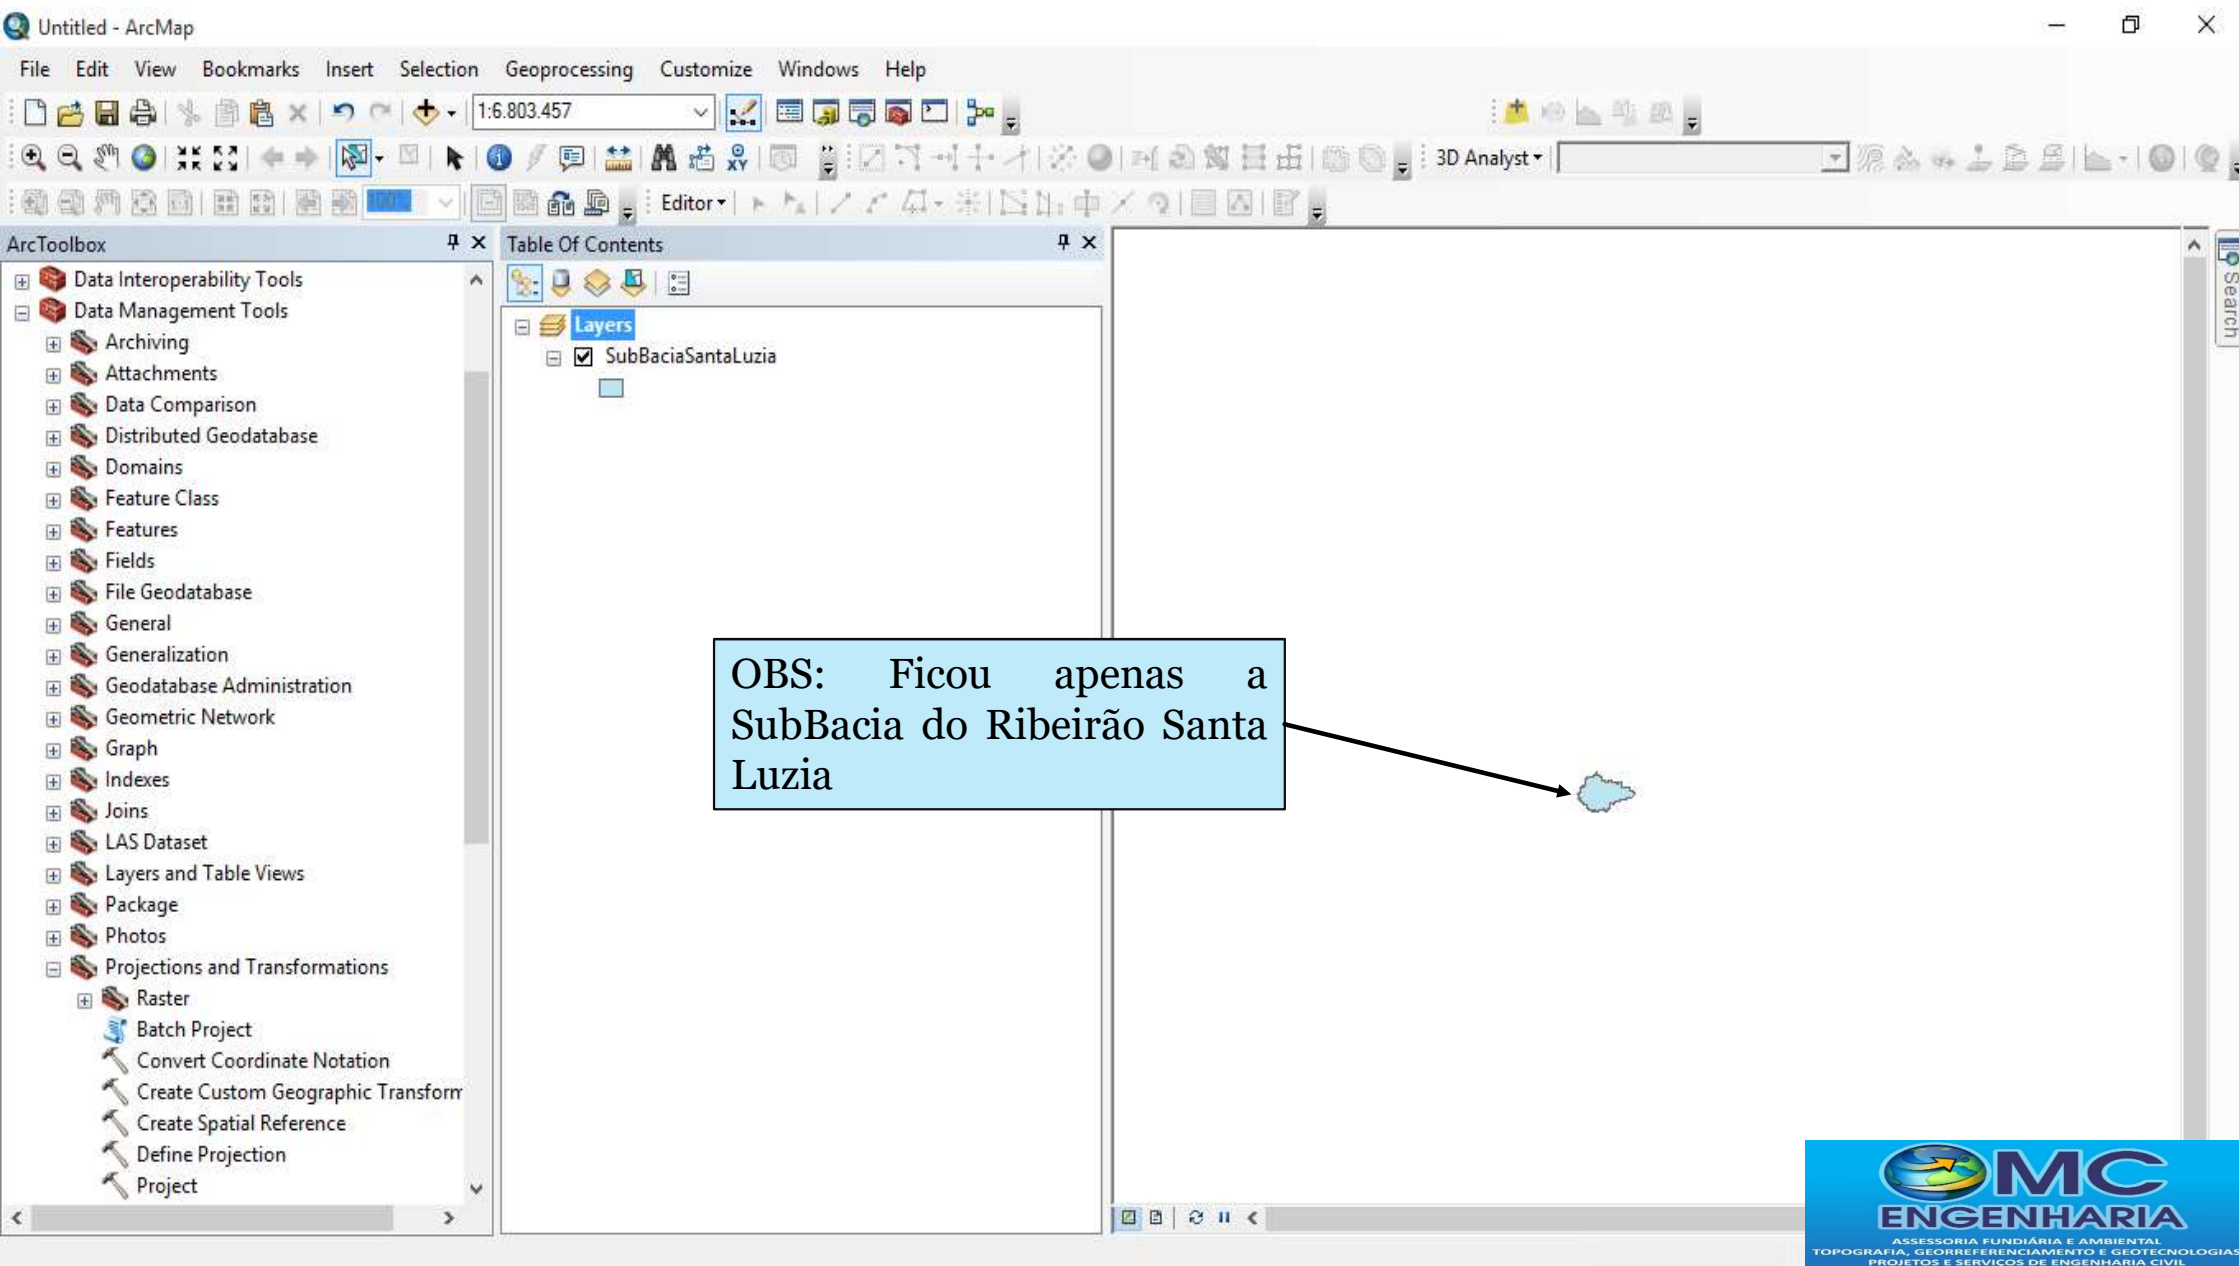 Untitled - ArcMap
File Edit View Bookmarks Insert Selection Geoprocessing Customize Windows Help
1:6.803.457
3D Analyst
100%
Editor
ArcToolbox
Data Interoperability Tools
Data Management Tools
Archiving
Attachments
Data Comparison
Distributed Geodatabase
Domains
Feature Class
Features
Fields
File Geodatabase
General
Generalization
Geodatabase Administration
Geometric Network
Graph
Indexes
Joins
LAS Dataset
Layers and Table Views
Package
Photos
Projections and Transformations
Raster
Batch Project
Convert Coordinate Notation
Create Custom Geographic Transform
Create Spatial Reference
Define Projection
Project
Table Of Contents
Layers
SubBaciaSantaLuzia
OBS: Ficou apenas a
SubBacia do Ribeirão Santa
Luzia
Search
MC
ENGENHARIA
ASSESSORIA FUNDIÁRIA E AMBIENTAL
TOPOGRAFIA, GEORREFERENCIAMENTO E GEOTECNOLOGIAS
PROJETOS E SERVIÇOS DE ENGENHARIA CIVIL